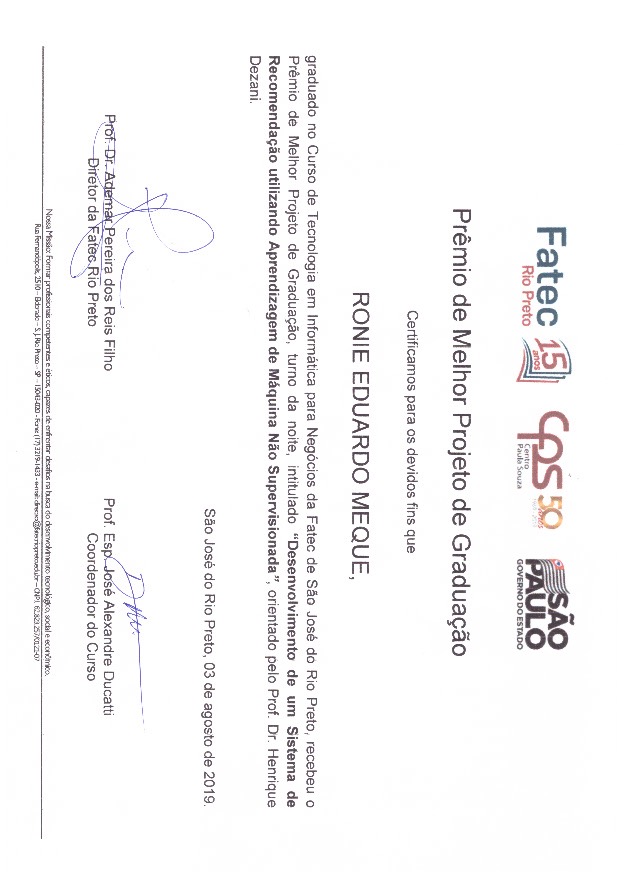 Fatec
Rio Preto
15
anos
CPS
Centro
Paula Souza
50
anos
SÃO
PAULO
GOVERNO DO ESTADO
Prêmio de Melhor Projeto de Graduação
Certificamos para os devidos fins que
RONIE EDUARDO MEQUE,
graduado no Curso de Tecnologia em Informática para Negócios da Fatec de São José do Rio Preto, recebeu o
Prêmio de Melhor Projeto de Graduação, turno da noite, intitulado “Desenvolvimento de um Sistema de
Recomendação utilizando Aprendizagem de Máquina Não Supervisionada”, orientado pelo Prof. Dr. Henrique
Dezani.
São José do Rio Preto, 03 de agosto de 2019.
Prof. Dr. Ademar Pereira dos Reis Filho
Diretor da Fatec Rio Preto
Prof. Esp. José Alexandre Ducatti
Coordenador do Curso
Nossa Missão: Formar profissionais competentes e éticos, capazes de enfrentar desafios na busca do desenvolvimento tecnológico, social e econômico.
Rua Fernandópolis, 2510 – Eldorado – S. J. Rio Preto – SP – 15043-020 - Fone: (17) 3219-1433 - e-mail: diretor@fatecriopreto.edu.br – CNPJ. 62.823.257/0123-07